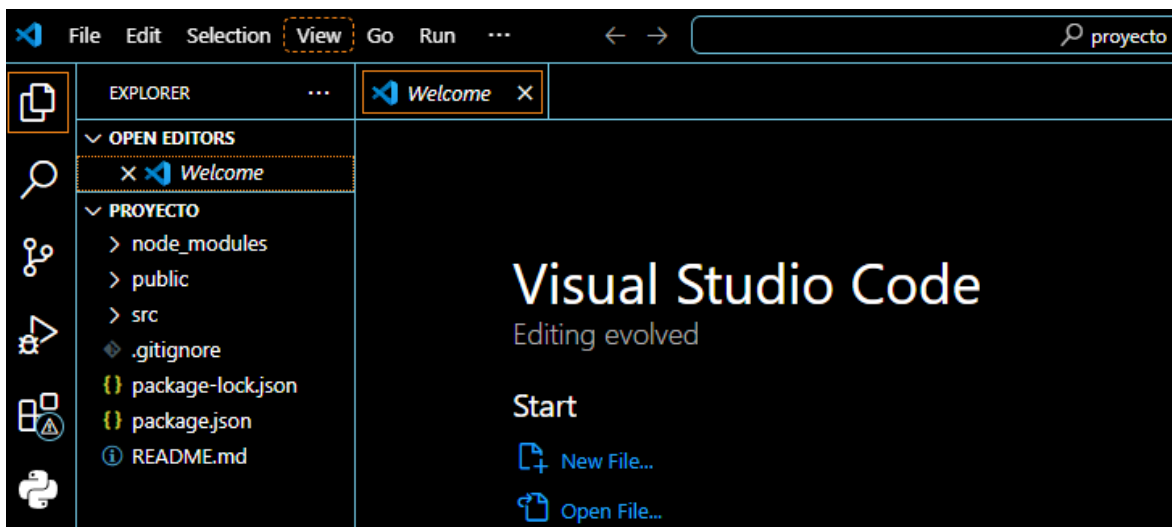 File Edit Selection View Go Run ··· proyecto
EXPLORER ··· Welcome
OPEN EDITORS
Welcome
PROYECTO
node_modules
public
src
.gitignore
package-lock.json
package.json
README.md
Visual Studio Code
Editing evolved
Start
New File...
Open File...